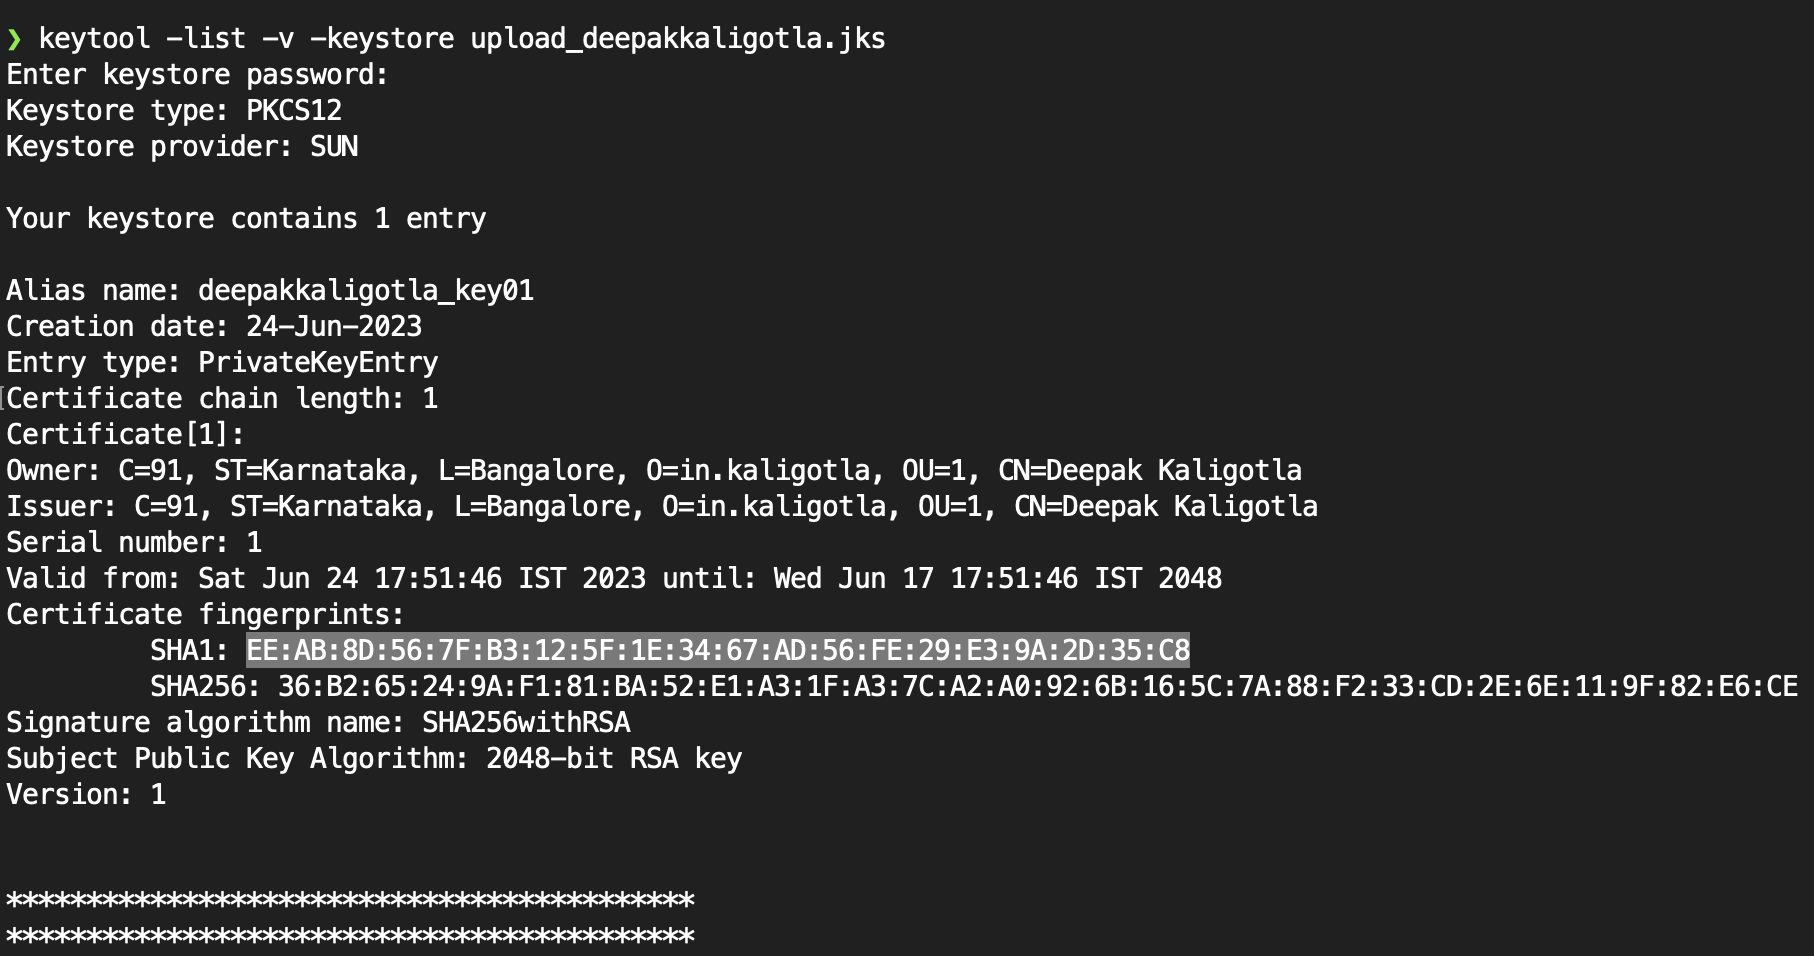 ❯ keytool -list -v -keystore upload_deepakkaligotla.jks
Enter keystore password:
Keystore type: PKCS12
Keystore provider: SUN
Your keystore contains 1 entry
Alias name: deepakkaligotla_key01
Creation date: 24-Jun-2023
Entry type: PrivateKeyEntry
Certificate chain length: 1
Certificate[1]:
Owner: C=91, ST=Karnataka, L=Bangalore, O=in.kaligotla, OU=1, CN=Deepak Kaligotla
Issuer: C=91, ST=Karnataka, L=Bangalore, O=in.kaligotla, OU=1, CN=Deepak Kaligotla
Serial number: 1
Valid from: Sat Jun 24 17:51:46 IST 2023 until: Wed Jun 17 17:51:46 IST 2048
Certificate fingerprints:
SHA1: EE:AB:8D:56:7F:B3:12:5F:1E:34:67:AD:56:FE:29:E3:9A:2D:35:C8
SHA256: 36:B2:65:24:9A:F1:81:BA:52:E1:A3:1F:A3:7C:A2:A0:92:6B:16:5C:7A:88:F2:33:CD:2E:6E:11:9F:82:E6:CE
Signature algorithm name: SHA256withRSA
Subject Public Key Algorithm: 2048-bit RSA key
Version: 1
*******************************************
*******************************************